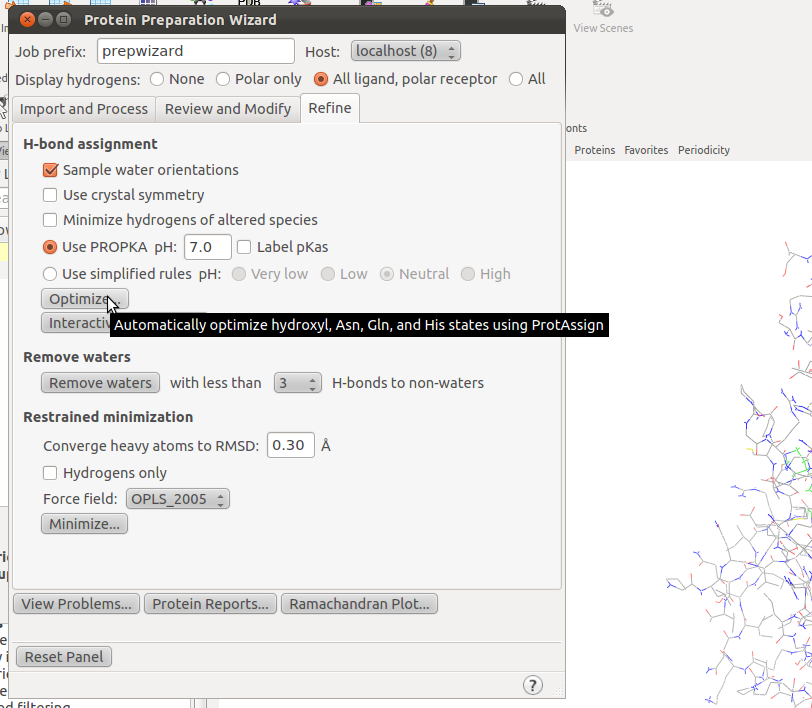 PDB
Protein Preparation Wizard
View Scenes
Job prefix: prepwizard Host: localhost (8)
Display hydrogens: None Polar only All ligand, polar receptor All
Import and Process Review and Modify Refine
onts
H-bond assignment
Proteins Favorites Periodicity
Sample water orientations
Use crystal symmetry
Minimize hydrogens of altered species
Use PROPKA pH: 7.0 Label pKas
Use simplified rules pH: Very low Low Neutral High
Optimize...
Interactiv
Automatically optimize hydroxyl, Asn, Gln, and His states using ProtAssign
Remove waters
Remove waters with less than 3 H-bonds to non-waters
Restrained minimization
Converge heavy atoms to RMSD: 0.30 Å
Hydrogens only
Force field: OPLS_2005
Minimize...
View Problems... Protein Reports... Ramachandran Plot...
Reset Panel
?
ed filtering